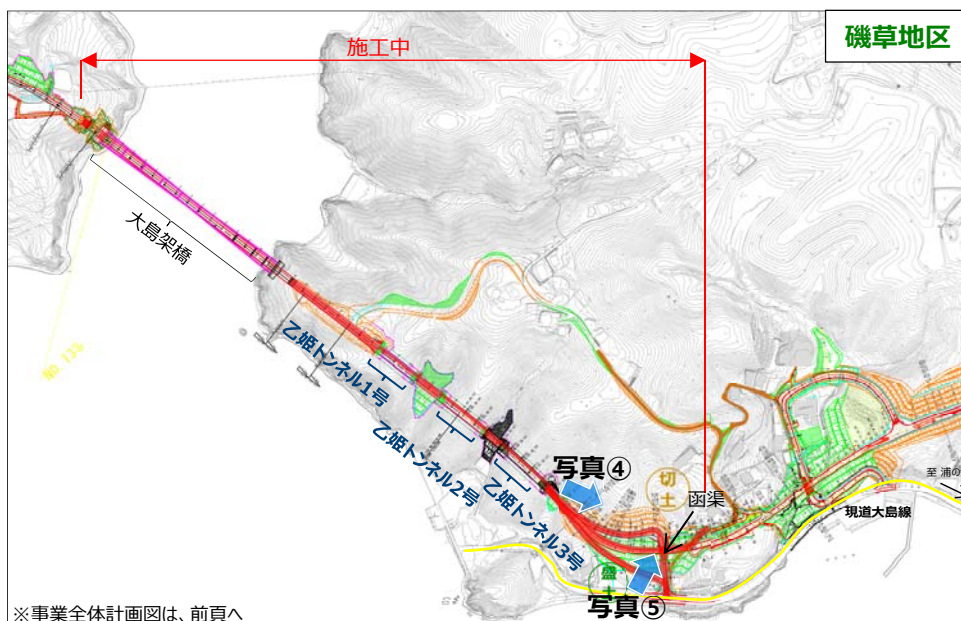 施工中
磯草地区
大島架橋
No.133
乙姫トンネル1号
乙姫トンネル2号
乙姫トンネル3号
写真④
切土
函渠
至 浦の
現道大島線
盛土
写真⑤
※事業全体計画図は、前頁へ